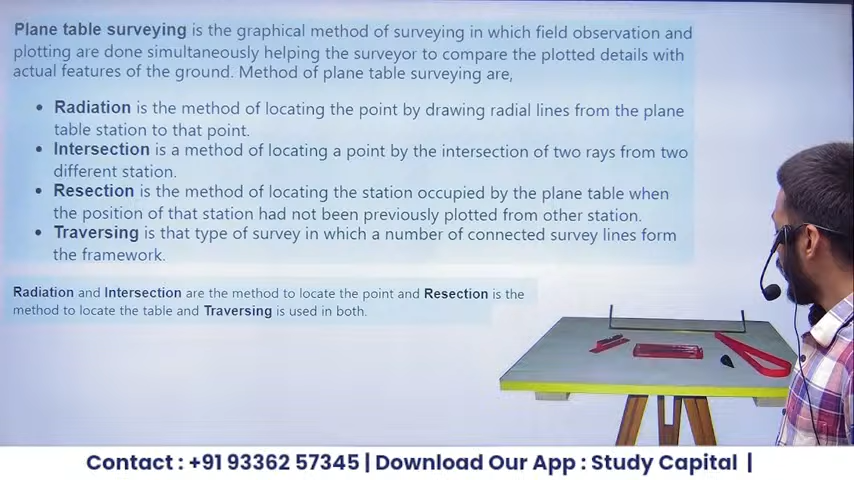 Plane table surveying is the graphical method of surveying in which field observation and
plotting are done simultaneously helping the surveyor to compare the plotted details with
actual features of the ground. Method of plane table surveying are,
• Radiation is the method of locating the point by drawing radial lines from the plane
table station to that point.
• Intersection is a method of locating a point by the intersection of two rays from two
different station.
• Resection is the method of locating the station occupied by the plane table when
the position of that station had not been previously plotted from other station.
• Traversing is that type of survey in which a number of connected survey lines form
the framework.
Radiation and Intersection are the method to locate the point and Resection is the
method to locate the table and Traversing is used in both.
Contact : +91 93362 57345 | Download Our App : Study Capital |